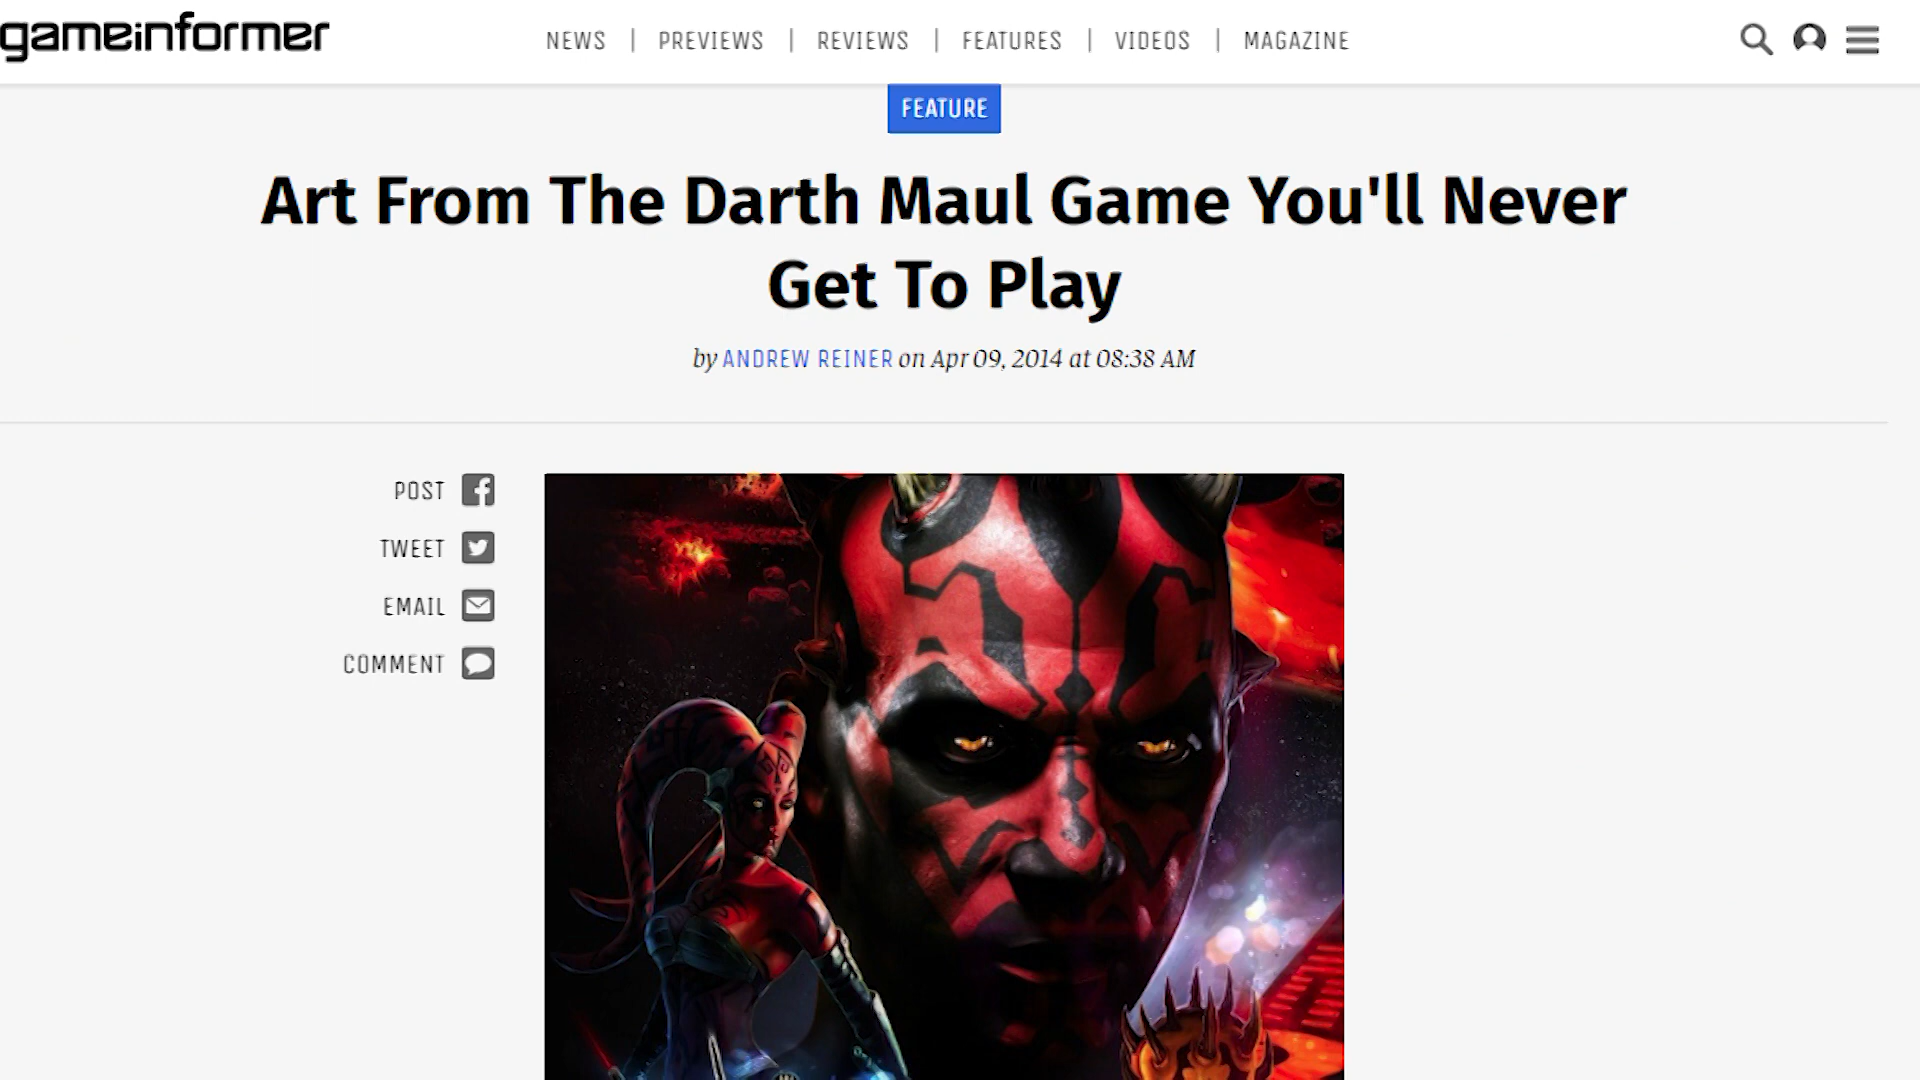 gameinformer
NEWS | PREVIEWS | REVIEWS | FEATURES | VIDEOS | MAGAZINE
FEATURE
Art From The Darth Maul Game You'll Never
Get To Play
by ANDREW REINER on Apr 09, 2014 at 08:38 AM
POST
TWEET
EMAIL
COMMENT